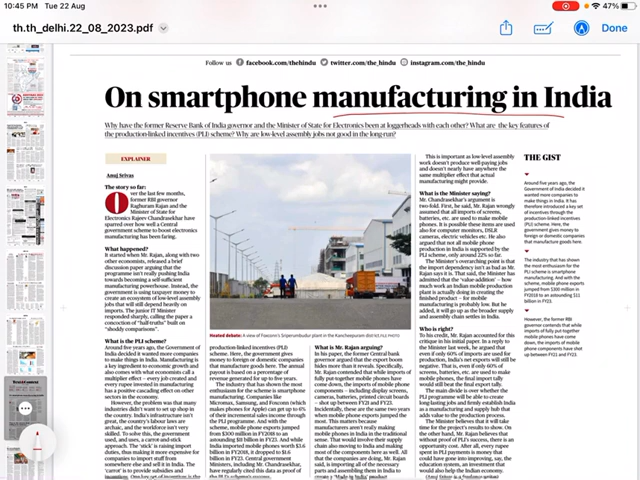 10:45 PM Tue 22 Aug
47%
th.th_delhi.22_08_2023.pdf
Done
Follow us
facebook.com/thehindu
twitter.com/the_hindu
instagram.com/the_hindu
On smartphone manufacturing in India
Why have the former Reserve Bank of India governor and the Minister of State for Electronics been at loggerheads with each other? What are the key features of
the production-linked incentives (PLI) scheme? Why are low-level assembly jobs not good in the long-run?
EXPLAINER
Anuj Srivas
The story so far:
Over the last few months,
former RBI governor
Raghuram Rajan and the
Minister of State for
Electronics Rajeev Chandrasekhar have
sparred over how well a Central
government scheme to boost electronics
manufacturing has been faring.
What happened?
It started when Mr. Rajan, along with
two other economists, released a brief
discussion paper arguing that the
programme isn't really pushing India
towards becoming a self-sufficient
manufacturing powerhouse. Instead, the
government is using taxpayer money to
create an ecosystem of low-level assembly
jobs that will still depend heavily on
imports. The junior IT Minister
responded sharply, calling the paper a
concoction of "half-truths" built on
"shoddy comparisons".
What is the PLI scheme?
Around five years ago, the Government of
India decided it wanted more companies
to make things in India. Manufacturing is
a key ingredient to economic growth and
also comes with what economists call a
multiplier effect – every job created and
every rupee invested in manufacturing
has a positive cascading effect on other
sectors in the economy.
However, the problem was that many
industries didn't want to set up shop in
the country. India's infrastructure isn't
great, the country's labour laws are
archaic, and the workforce isn't very
skilled. To solve this, the government
used, and uses, a carrot-and-stick
approach. The 'stick' is raising import
duties, thus making it more expensive for
companies to import stuff from
somewhere else and sell it in India. The
'carrot' is to provide subsidies and
Heated debate: A view of Foxconn's Sriperumbudur plant in the Kancheepuram district. FILE PHOTO
production-linked incentives (PLI)
scheme. Here, the government gives
money to foreign or domestic companies
that manufacture goods here. The annual
payout is based on a percentage of
revenue generated for up to five years.
The industry that has shown the most
enthusiasm for the scheme is smartphone
manufacturing. Companies like
Micromax, Samsung, and Foxconn (which
makes phones for Apple) can get up to 6%
of their incremental sales income through
the PLI programme. And with the
scheme, mobile phone exports jumped
from $300 million in FY2018 to an
astounding $11 billion in FY23. And while
India imported mobile phones worth $3.6
billion in FY2018, it dropped to $1.6
billion in FY23. Central government
Ministers, including Mr. Chandrasekhar,
have regularly cited this data as proof of
What is Mr. Rajan arguing?
In his paper, the former Central bank
governor argued that the export boom
hides more than it reveals. Specifically,
Mr. Rajan contended that while imports of
fully put together mobile phones have
come down, the imports of mobile phone
components – including display screens,
cameras, batteries, printed circuit boards
– shot up between FY21 and FY23.
Incidentally, these are the same two years
when mobile phone exports jumped the
most. This matters because
manufacturers aren't really making
mobile phones in India in the traditional
sense. That would involve their supply
chain also moving to India and making
most of the components here as well. All
that the companies are doing, Mr. Rajan
said, is importing all of the necessary
parts and assembling them in India to
create a 'Made in India' product
This is important as low-level assembly
work doesn't produce well-paying jobs
and doesn't nearly have anywhere the
same multiplier effect that actual
manufacturing might provide.
What is the Minister saying?
Mr. Chandrasekhar's argument is
two-fold. First, he said, Mr. Rajan wrongly
assumed that all imports of screens,
batteries, etc. are used to make mobile
phones. It is possible these items are used
also for computer monitors, DSLR
cameras, electric vehicles etc. He also
argued that not all mobile phone
production in India is supported by the
PLI scheme, only around 22% so far.
The Minister's overarching point is that
the import dependency isn't as bad as Mr.
Rajan says it is. That said, the Minister has
admitted that the 'value-addition' – how
much work an Indian mobile production
plant is actually doing in creating the
finished product – for mobile
manufacturing is probably low. But he
added, it will go up as the broader supply
and assembly chain settles in India.
Who is right?
To his credit, Mr. Rajan accounted for this
critique in his initial paper. In a reply to
the Minister last week, he argued that
even if only 60% of imports are used for
production, India's net exports will still be
negative. That is, even if only 60% of
screens, batteries, etc. are used to make
mobile phones, the final import tally
would still beat the final export tally.
The main divide is over whether the
PLI programme will be able to create
long-lasting jobs and firmly establish India
as a manufacturing and supply hub that
adds value to the production process.
The Minister believes that it will take
time for the project's results to show. On
the other hand, Mr. Rajan believes that
without proof of PLI's success, there is an
opportunity cost. After all, every rupee
spent in PLI payments is money that
could have gone into improving, say, the
education system, an investment that
would also help the Indian economy.
THE GIST
Around five years ago, the
Government of India decided it
wanted more companies to
make things in India. It has
therefore introduced a key set
of incentives through the
production-linked incentives
(PLI) scheme. Here, the
government gives money to
foreign or domestic companies
that manufacture goods here.
The industry that has
shown the most enthusiasm for
the scheme is smartphone
manufacturing. And with the
scheme, mobile phone exports
jumped from $300 million in
FY2018 to an astounding $11
billion in FY23.
However, the former RBI
governor contends that while
imports of fully put together
mobile phones have come
down, the imports of mobile
phone components have shot
up between FY21 and FY23.